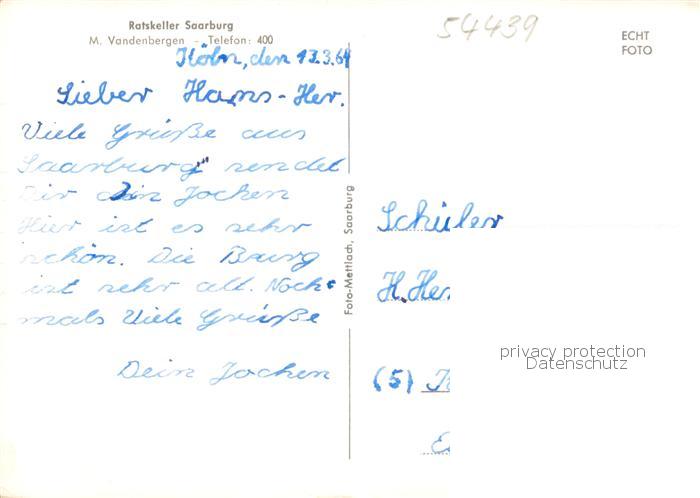 Ratskeller Saarburg
M. Vandenbergen - Telefon: 400
54439
ECHT
FOTO
Köln, den 13.3.64
Lieber Hans-Her.
Viele Grüße aus
Saarburg sendet
Dir Dein Jochen
Hier ist es sehr
schön. Die Burg
ist sehr alt. Noch-
mals Viele Grüße
Dein Jochen
Foto-Mettlach, Saarburg
Schüler
H. Her
(5) K
privacy protection
Datenschutz